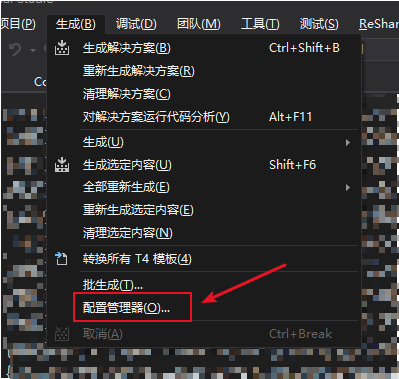 ual Studio
项目(P) 生成(B) 调试(D) 团队(M) 工具(T) 测试(S) ReShar
Co
生成解决方案(B) Ctrl+Shift+B
重新生成解决方案(R)
清理解决方案(C)
对解决方案运行代码分析(Y) Alt+F11
生成(U)
生成选定内容(U) Shift+F6
全部重新生成(E)
重新生成选定内容(E)
清理选定内容(N)
转换所有 T4 模板(4)
批生成(T)...
配置管理器(O)...
取消(A) Ctrl+Break
{